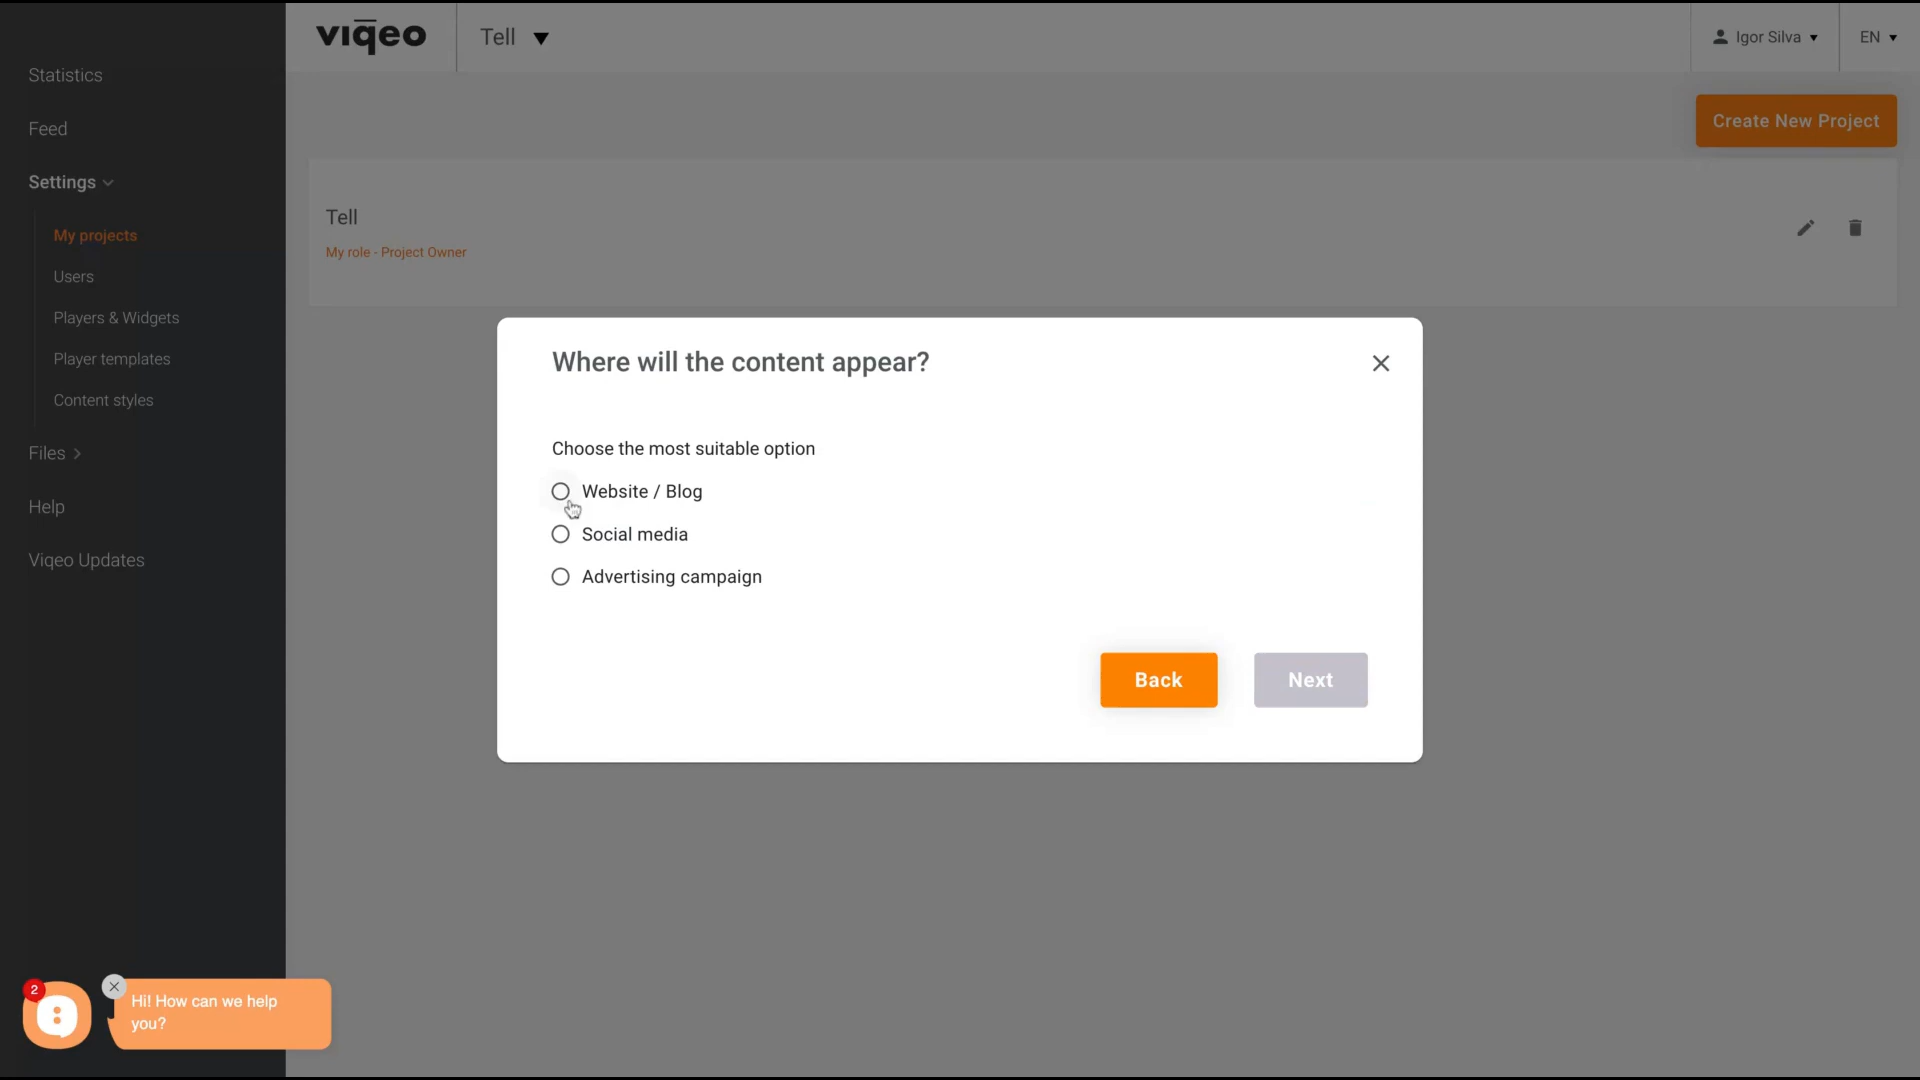 Statistics
Feed
Settings
My projects
Users
Players & Widgets
Player templates
Content styles
Files
Help
Viqeo Updates
viqeo
Tell
Igor Silva
EN
Create New Project
Tell
My role - Project Owner
Where will the content appear?
Choose the most suitable option
Website / Blog
Social media
Advertising campaign
Back
Next
2
Hi! How can we help
you?